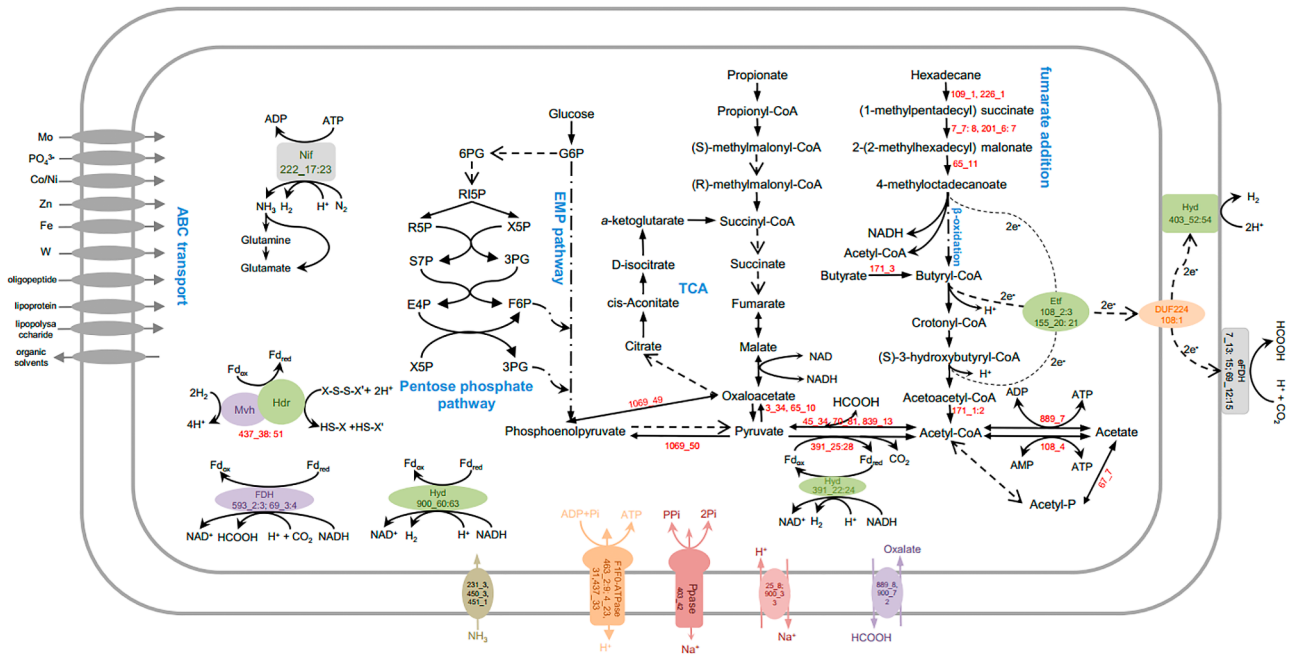 Mo
PO₄³⁻
Co/Ni
Zn
Fe
W
oligopeptide
lipoprotein
lipopolysa
ccharide
organic
solvents
ABC transport
ADP
ATP
Nif
222_17:23
NH₃
H₂
H⁺
N₂
Glutamine
Glutamate
Fdox
Fdred
2H₂
4H⁺
Mvh
Hdr
437_38: 51
X-S-S-X'+ 2H⁺
HS-X +HS-X'
Fdox
Fdred
FDH
593_2:3; 69_3;4
NAD⁺
HCOOH
H⁺ + CO₂
NADH
Fdox
Fdred
Hyd
900_60:63
NAD⁺
H₂
H⁺
NADH
Glucose
6PG
G6P
RI5P
R5P
X5P
S7P
3PG
E4P
F6P
X5P
3PG
EMP pathway
Pentose phosphate
pathway
Phosphoenolpyruvate
1069_49
1069_50
Propionate
Propionyl-CoA
(S)-methylmalonyl-CoA
(R)-methylmalonyl-CoA
a-ketoglutarate
Succinyl-CoA
D-isocitrate
Succinate
cis-Aconitate
TCA
Fumarate
Citrate
Malate
NAD
NADH
Oxaloacetate
3_34, 65_10
Pyruvate
HCOOH
45_34, 79_81, 839_13
391_25:28
Fdox
Fdred
CO₂
Hyd
391_22:24
NAD⁺
H₂
H⁺
NADH
Hexadecane
109_1, 226_1
(1-methylpentadecyl) succinate
7_7: 8, 201_6: 7
2-(2-methylhexadecyl) malonate
65_11
4-methyloctadecanoate
fumarate addition
β-oxidation
NADH
Acetyl-CoA
2e⁻
Butyrate
171_3
Butyryl-CoA
H⁺
Crotonyl-CoA
(S)-3-hydroxybutyryl-CoA
H⁺
2e⁻
Acetoacetyl-CoA
171_1:2
Acetyl-CoA
ADP
ATP
889_7
Acetate
108_4
AMP
ATP
67_7
Acetyl-P
2e⁻
Etf
108_2:3
155_20: 21
2e⁻
DUF224
108:1
2e⁻
2e⁻
Hyd
403_52:54
H₂
2H⁺
eFDH
7_13: 15; 69_12:15
HCOOH
H⁺ + CO₂
231_3,
450_3,
451_1
NH₃
ADP+Pi
ATP
F1F0-ATPase
463_2:9; 4_23,
31,437_33
H⁺
PPi
2Pi
Ppase
403_42
Na⁺
H⁺
25_8;
900_3
3
Na⁺
Oxalate
889_8,
900_7
2
HCOOH